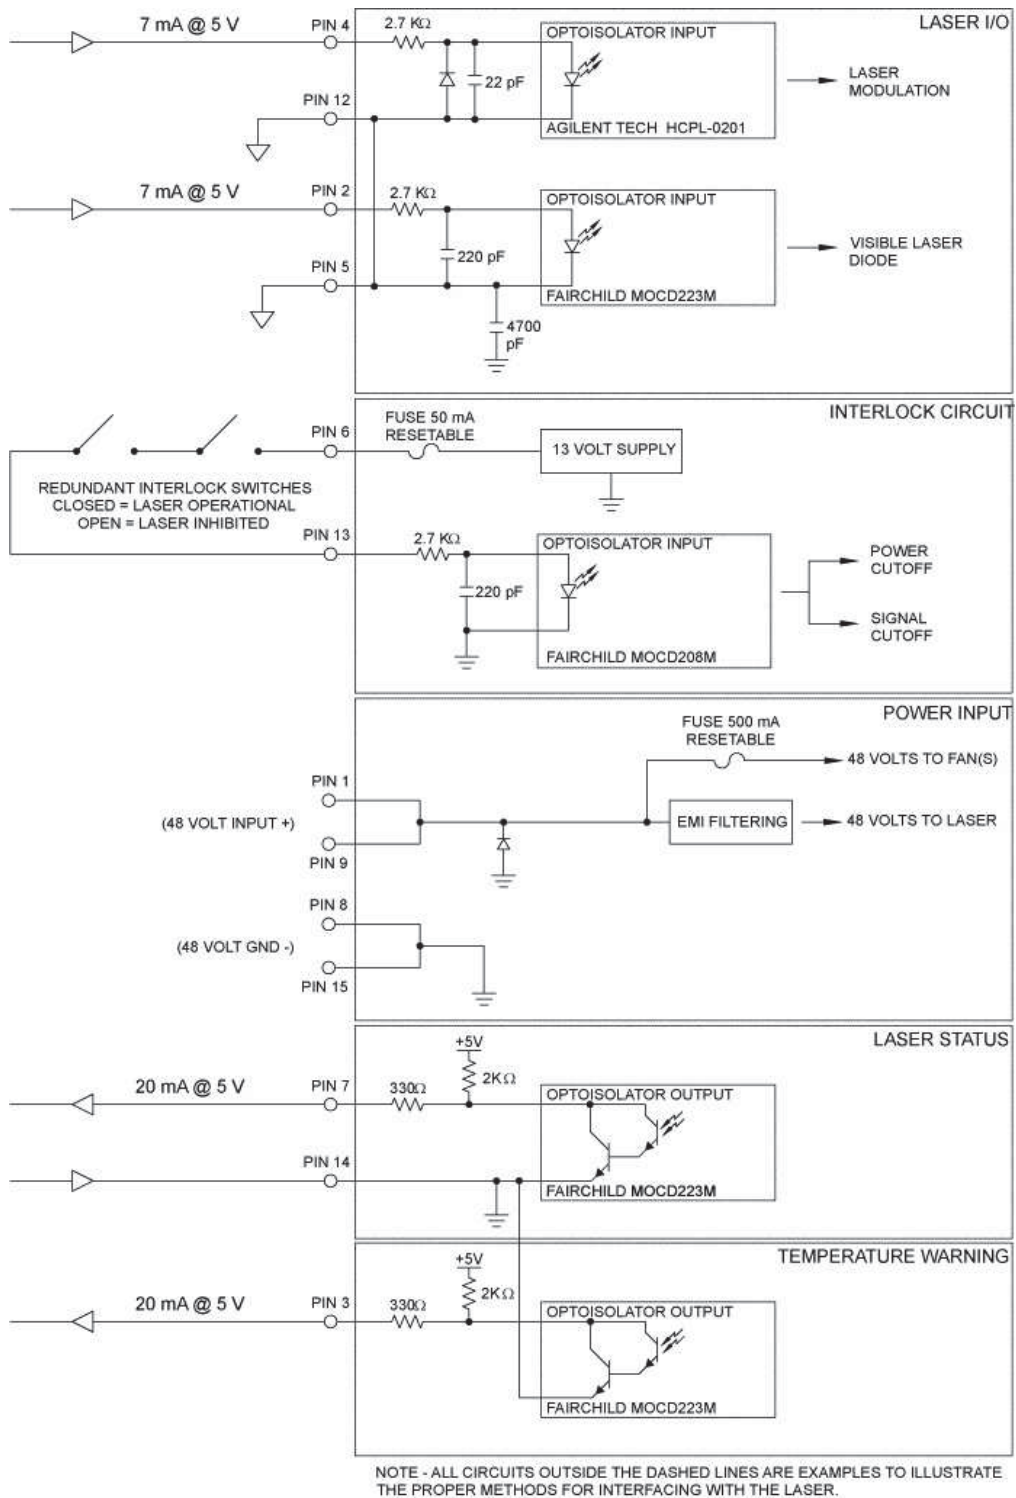 LASER I/O
7 mA @ 5 V
PIN 4
2.7 KΩ
OPTOISOLATOR INPUT
22 pF
LASER
MODULATION
PIN 12
AGILENT TECH HCPL-0201
7 mA @ 5 V
PIN 2
2.7 KΩ
OPTOISOLATOR INPUT
220 pF
VISIBLE LASER
DIODE
PIN 5
FAIRCHILD MOCD223M
4700
pF
INTERLOCK CIRCUIT
FUSE 50 mA
RESETABLE
PIN 6
13 VOLT SUPPLY
REDUNDANT INTERLOCK SWITCHES
CLOSED = LASER OPERATIONAL
OPEN = LASER INHIBITED
PIN 13
2.7 KΩ
OPTOISOLATOR INPUT
220 pF
POWER
CUTOFF
SIGNAL
CUTOFF
FAIRCHILD MOCD208M
POWER INPUT
FUSE 500 mA
RESETABLE
48 VOLTS TO FAN(S)
PIN 1
(48 VOLT INPUT +)
EMI FILTERING
48 VOLTS TO LASER
PIN 9
PIN 8
(48 VOLT GND -)
PIN 15
LASER STATUS
+5V
2KΩ
20 mA @ 5 V
PIN 7
330Ω
OPTOISOLATOR OUTPUT
PIN 14
FAIRCHILD MOCD223M
TEMPERATURE WARNING
+5V
2KΩ
20 mA @ 5 V
PIN 3
330Ω
OPTOISOLATOR OUTPUT
FAIRCHILD MOCD223M
NOTE - ALL CIRCUITS OUTSIDE THE DASHED LINES ARE EXAMPLES TO ILLUSTRATE
THE PROPER METHODS FOR INTERFACING WITH THE LASER.